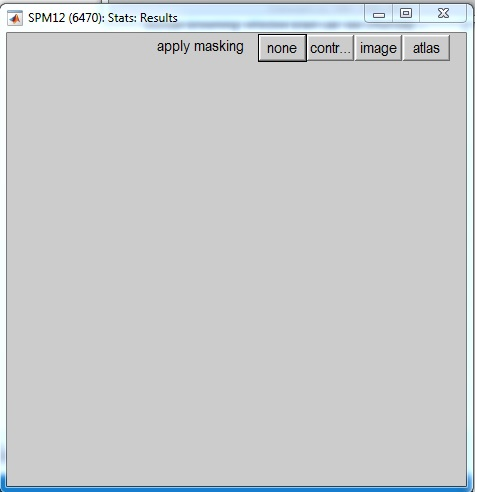 SPM12 (6470): Stats: Results
apply masking none contr... image atlas